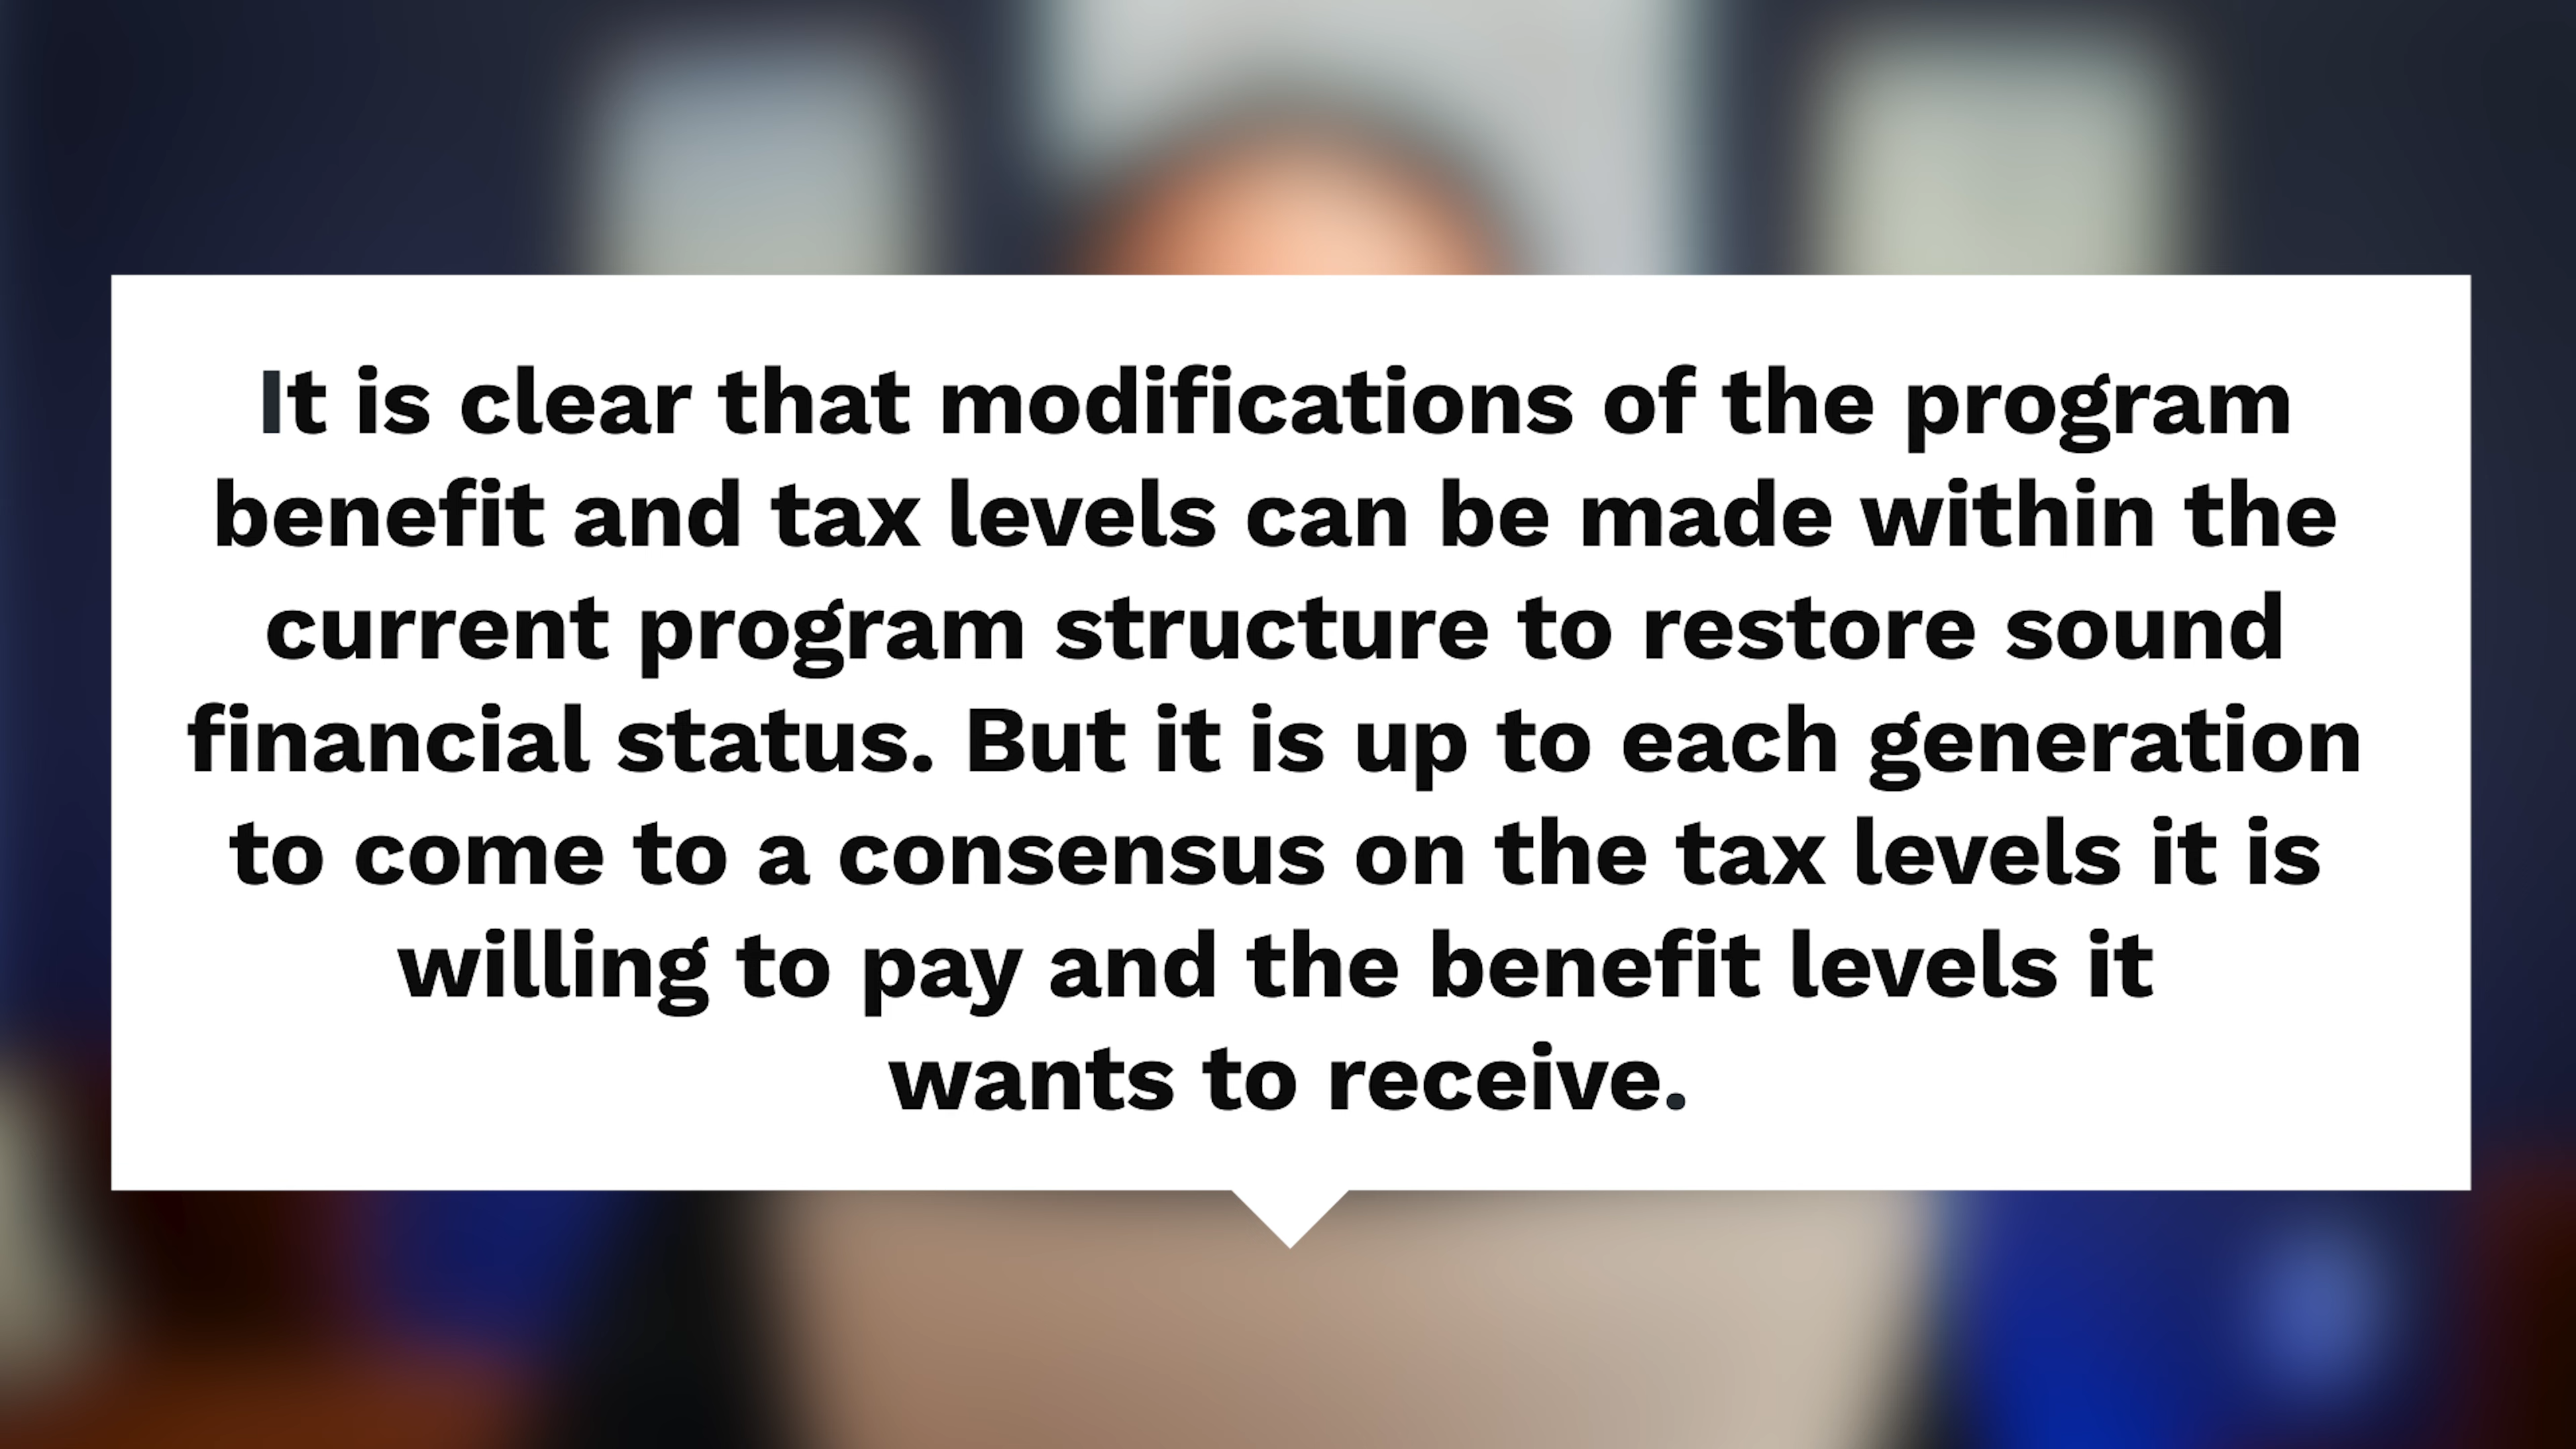 It is clear that modifications of the program
benefit and tax levels can be made within the
current program structure to restore sound
financial status. But it is up to each generation
to come to a consensus on the tax levels it is
willing to pay and the benefit levels it
wants to receive.